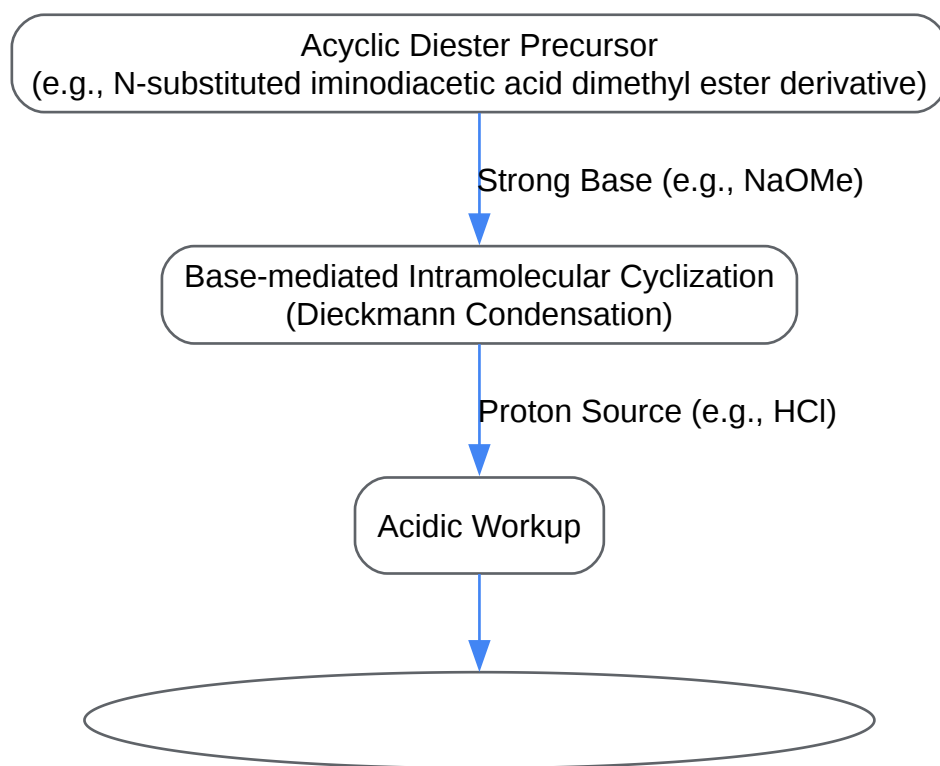 Acyclic Diester Precursor
(e.g., N-substituted iminodiacetic acid dimethyl ester derivative)
Strong Base (e.g., NaOMe)
Base-mediated Intramolecular Cyclization
(Dieckmann Condensation)
Proton Source (e.g., HCl)
Acidic Workup